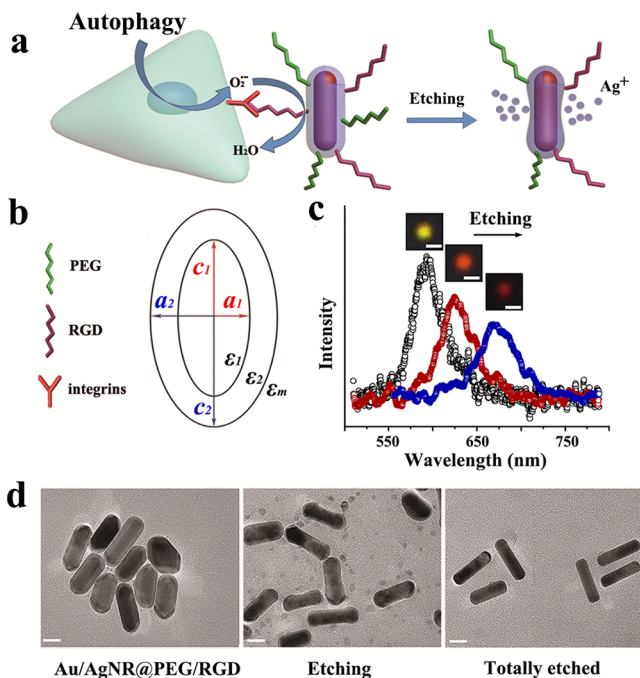 a
Autophagy
O₂·⁻
H₂O
Etching
Ag⁺
b
PEG
RGD
integrins
c₁
a₂
a₁
ε₁
ε₂
εₘ
c₂
c
Etching
Intensity
550
650
750
Wavelength (nm)
d
Au/AgNR@PEG/RGD
Etching
Totally etched